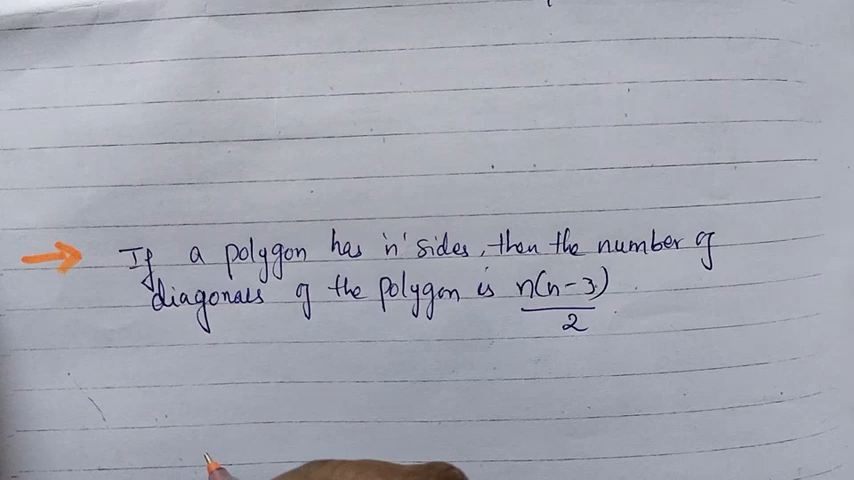 If a polygon has 'n' sides, then the number of
diagonals of the polygon is n(n-3)
2